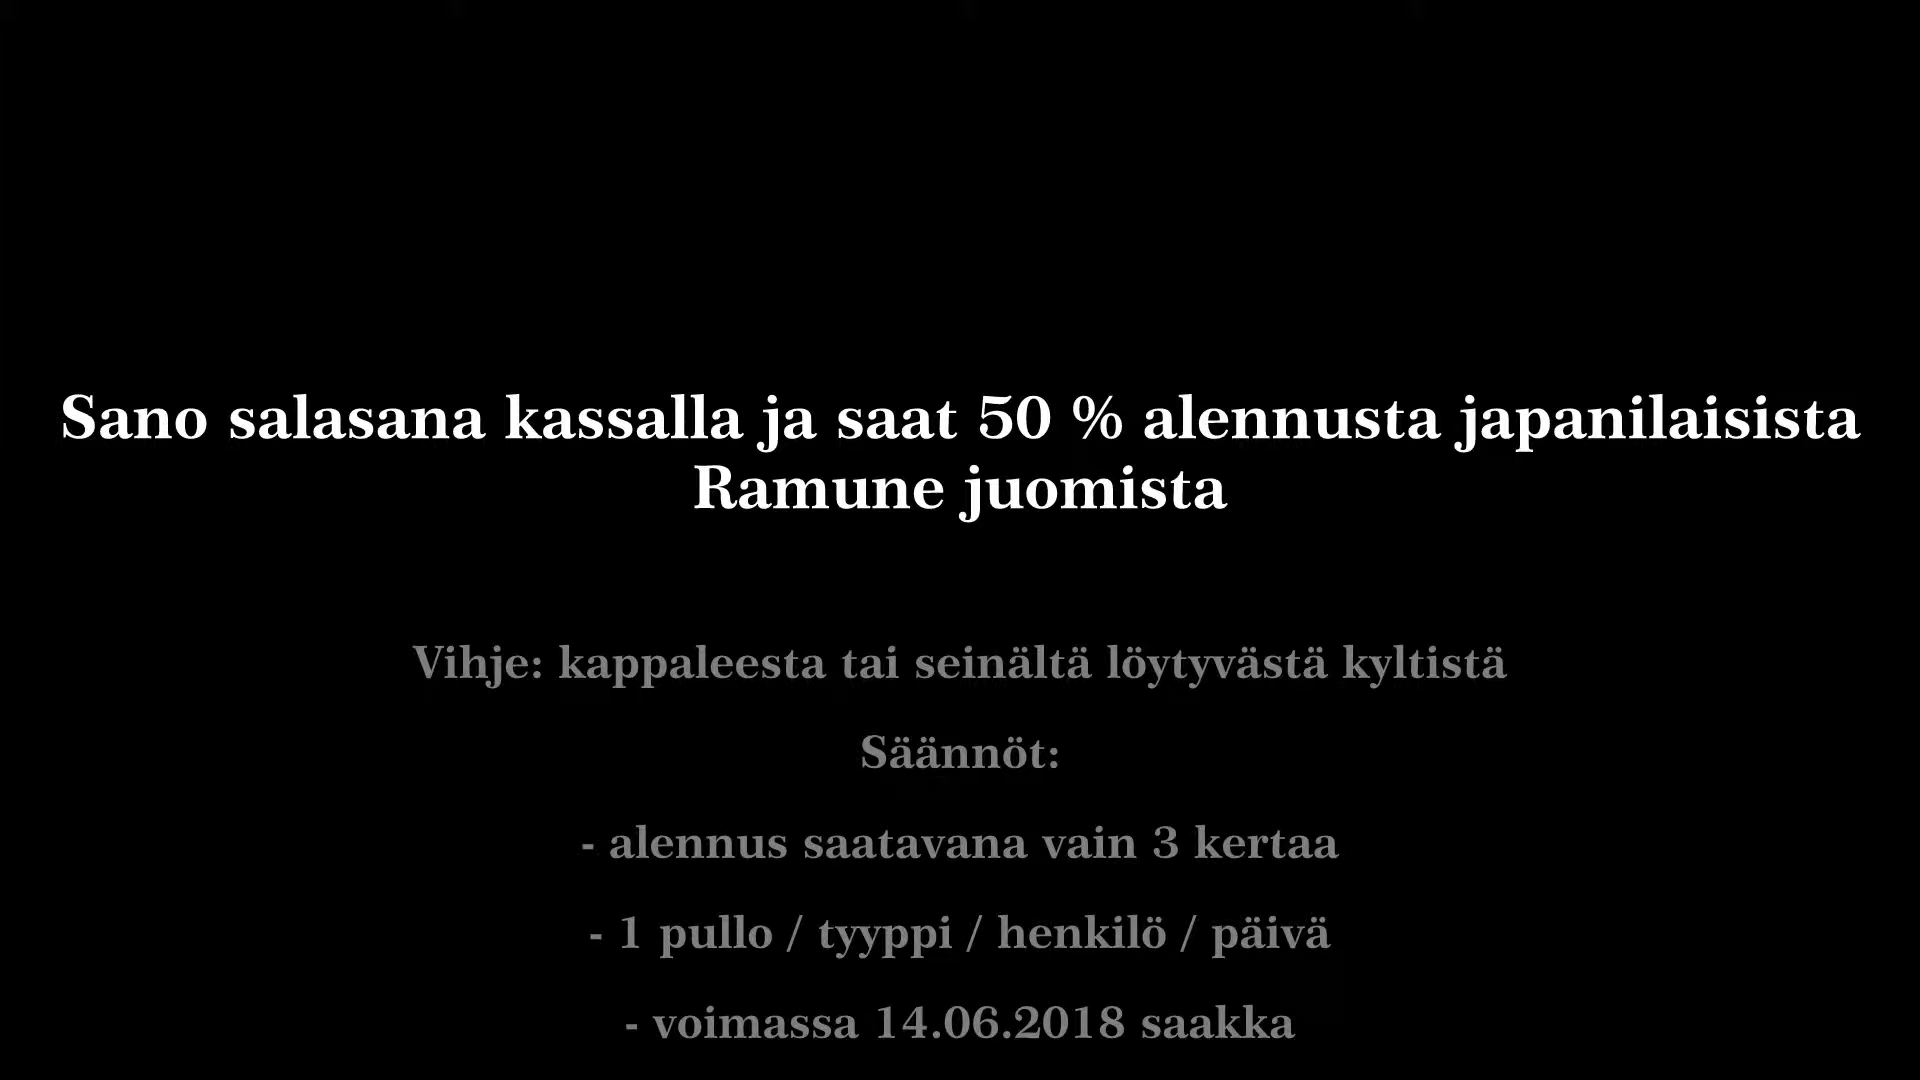 Sano salasana kassalla ja saat 50 % alennusta japanilaisista
Ramune juomista
Vihje: kappaleesta tai seinältä löytyvästä kyltistä
Säännöt:
- alennus saatavana vain 3 kertaa
- 1 pullo / tyyppi / henkilö / päivä
- voimassa 14.06.2018 saakka